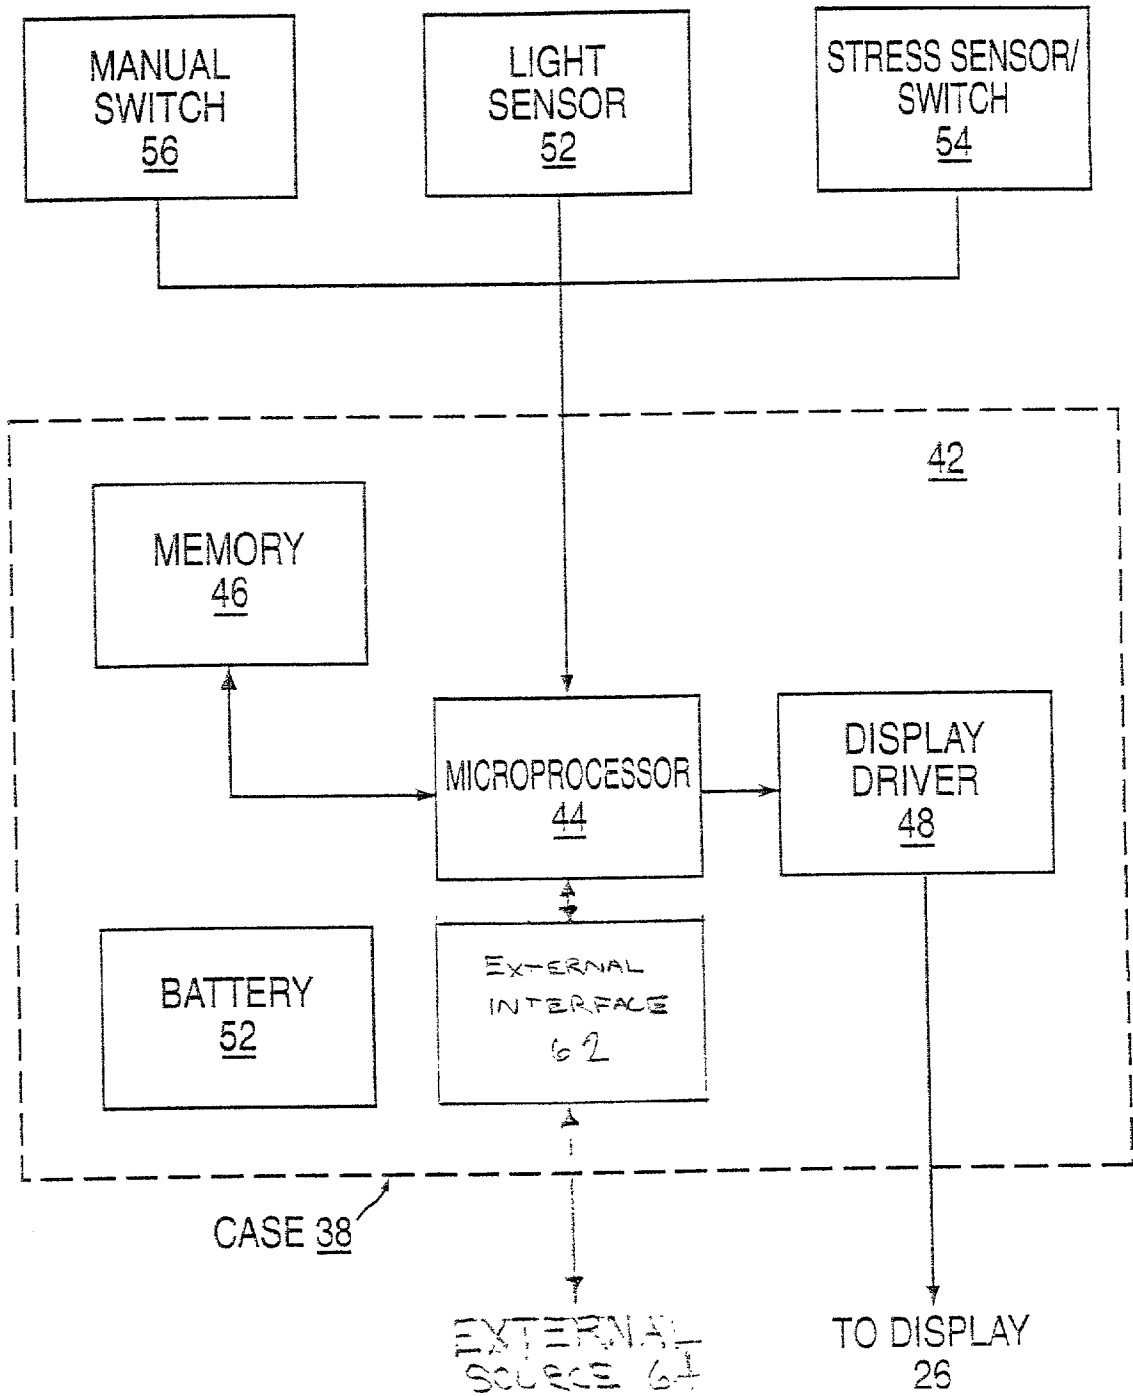 MANUAL
SWITCH
56
LIGHT
SENSOR
52
STRESS SENSOR/
SWITCH
54
42
MEMORY
46
MICROPROCESSOR
44
DISPLAY
DRIVER
48
BATTERY
52
EXTERNAL
INTERFACE
62
CASE 38
EXTERNAL
SOURCE 64
TO DISPLAY
26